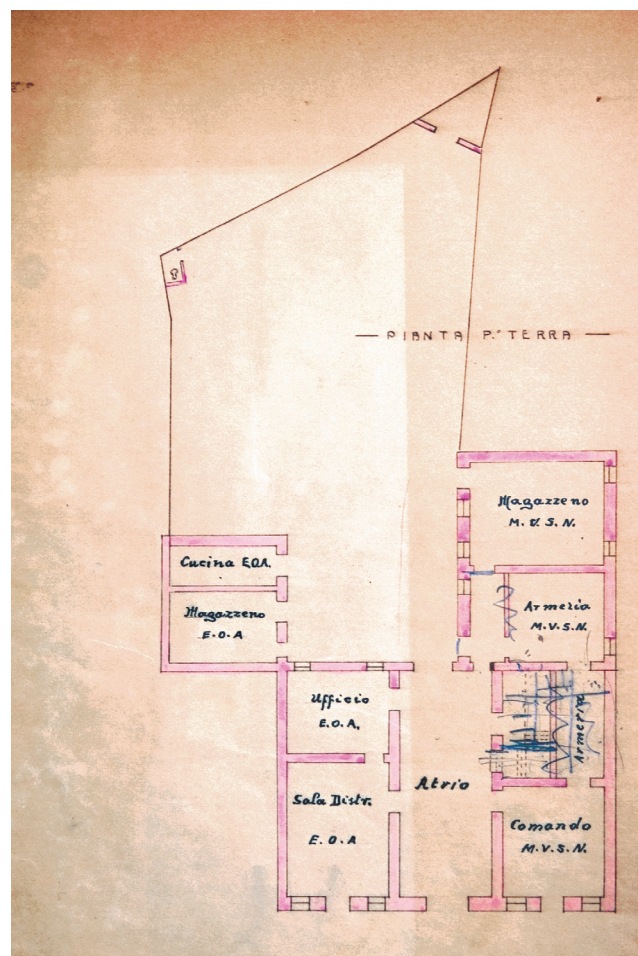 — PIANTA P.º TERRA —
Magazzeno
M. V. S. N.
Cucina E.O.A.
Magazzeno
E. O. A
Armeria
M.V.S.N.
Ufficio
E. O. A,
Armeria
Atrio
Sala Distr.
E. O. A
Comando
M.V.S.N.